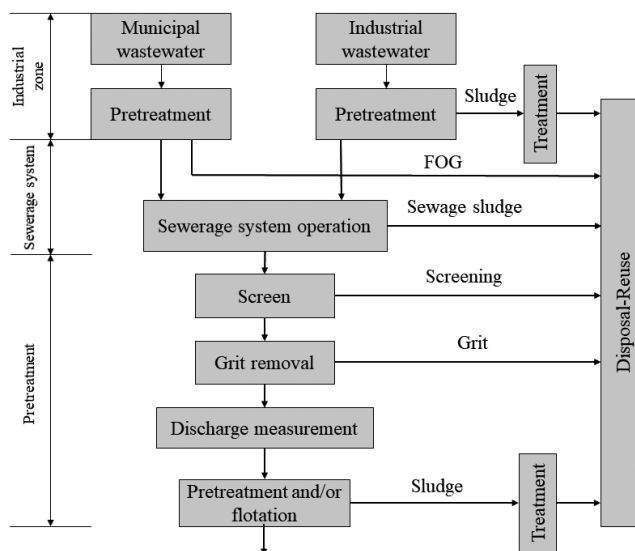 Municipal
wastewater
Industrial
wastewater
Industrial
zone
Pretreatment
Pretreatment
Sludge
Treatment
FOG
Sewerage system
Sewerage system operation
Sewage sludge
Screen
Screening
Disposal-Reuse
Grit removal
Grit
Pretreatment
Discharge measurement
Pretreatment and/or
flotation
Sludge
Treatment